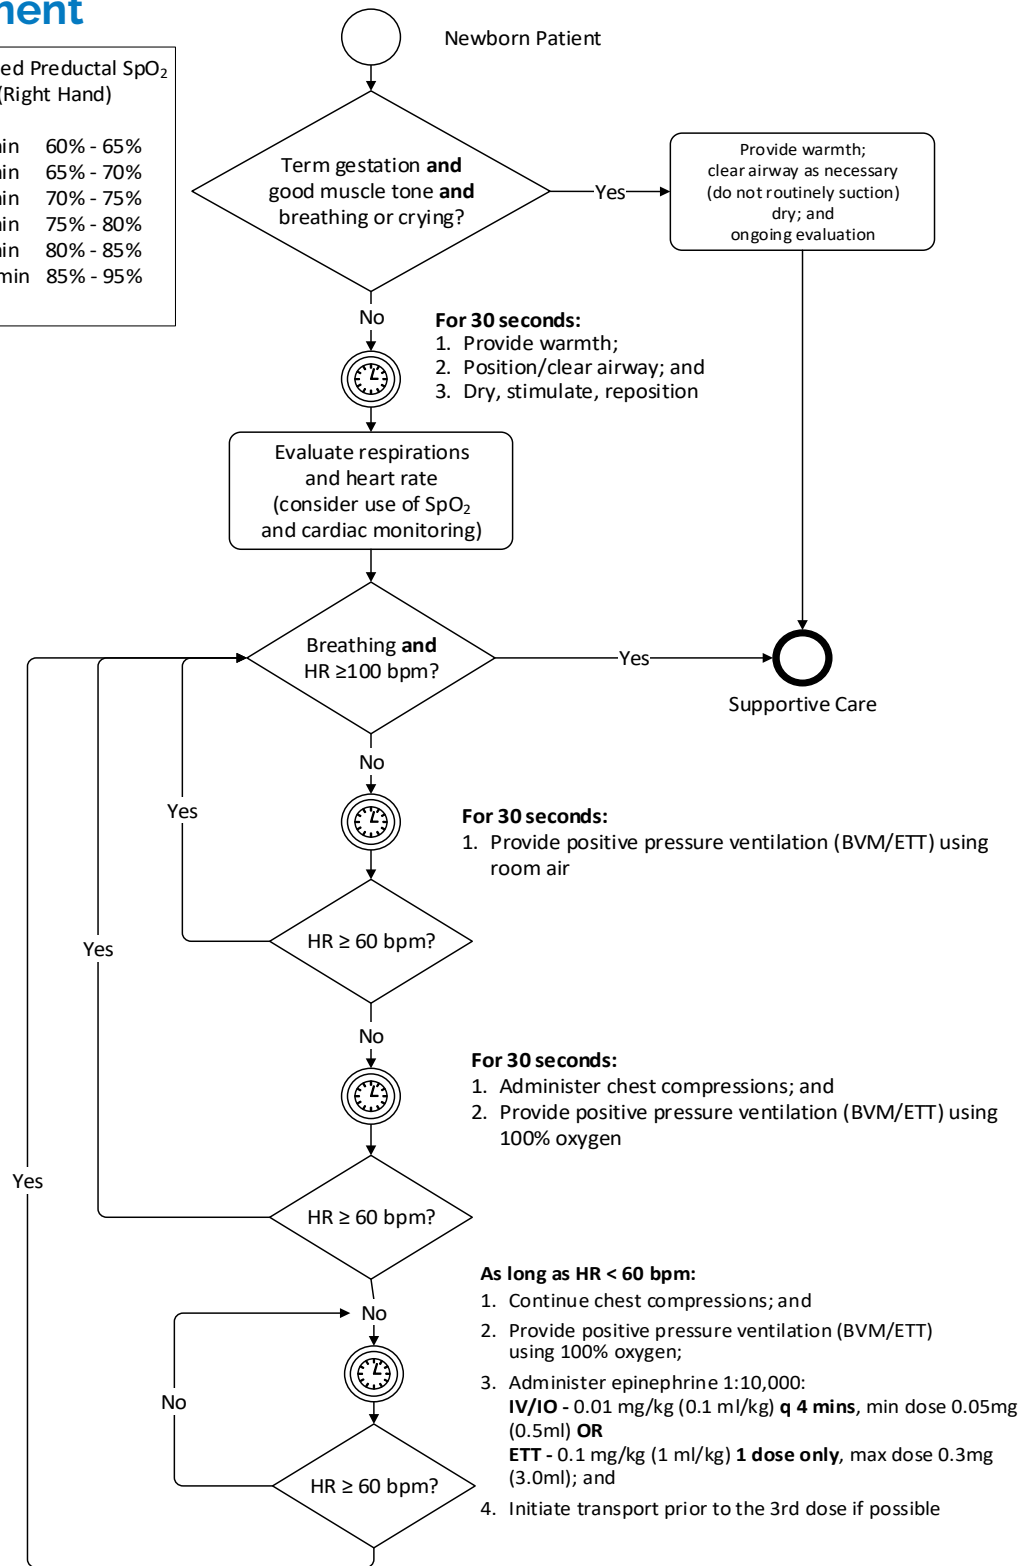 ment
ed Preductal SpO₂
(Right Hand)
min 60% - 65%
min 65% - 70%
min 70% - 75%
min 75% - 80%
min 80% - 85%
min 85% - 95%
Newborn Patient
Term gestation and
good muscle tone and
breathing or crying?
Yes
Provide warmth;
clear airway as necessary
(do not routinely suction)
dry; and
ongoing evaluation
No
For 30 seconds:
1. Provide warmth;
2. Position/clear airway; and
3. Dry, stimulate, reposition
Evaluate respirations
and heart rate
(consider use of SpO₂
and cardiac monitoring)
Breathing and
HR ≥100 bpm?
Yes
Supportive Care
No
Yes
For 30 seconds:
1. Provide positive pressure ventilation (BVM/ETT) using
room air
HR ≥ 60 bpm?
Yes
No
For 30 seconds:
1. Administer chest compressions; and
2. Provide positive pressure ventilation (BVM/ETT) using
100% oxygen
Yes
HR ≥ 60 bpm?
As long as HR < 60 bpm:
1. Continue chest compressions; and
2. Provide positive pressure ventilation (BVM/ETT)
using 100% oxygen;
3. Administer epinephrine 1:10,000:
IV/IO - 0.01 mg/kg (0.1 ml/kg) q 4 mins, min dose 0.05mg
(0.5ml) OR
ETT - 0.1 mg/kg (1 ml/kg) 1 dose only, max dose 0.3mg
(3.0ml); and
4. Initiate transport prior to the 3rd dose if possible
No
No
HR ≥ 60 bpm?